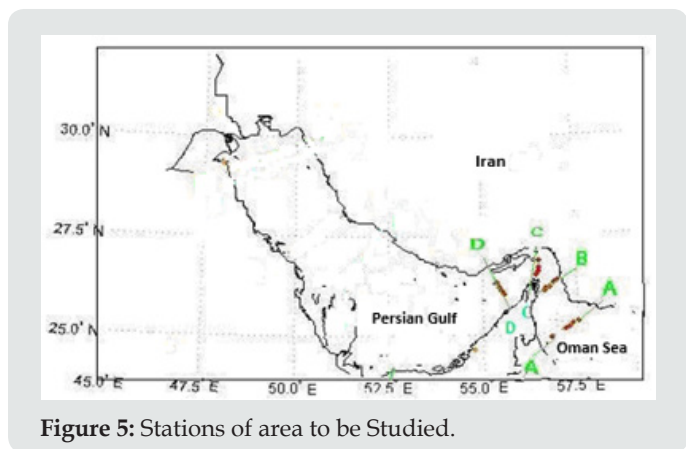 30.0° N
Iran
27.5° N
D
C
B
A
Persian Gulf
C
D
25.0° N
Oman Sea
A
45.0° E
47.5° E
50.0° E
52.5° E
55.0° E
57.5° E
Figure 5: Stations of area to be Studied.